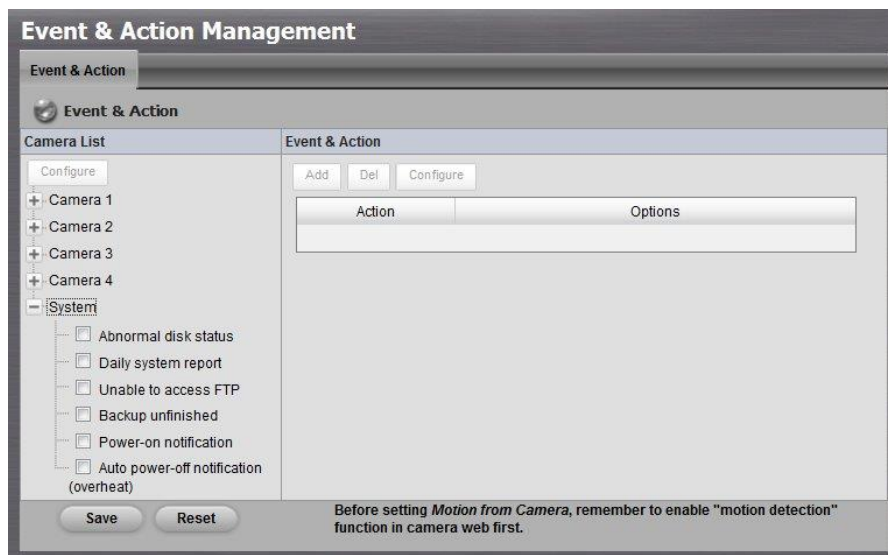 Event & Action Management
Event & Action
Event & Action
Camera List
Event & Action
Configure
Add Del Configure
Camera 1
Action Options
Camera 2
Camera 3
Camera 4
System
Abnormal disk status
Daily system report
Unable to access FTP
Backup unfinished
Power-on notification
Auto power-off notification
(overheat)
Save Reset
Before setting Motion from Camera, remember to enable "motion detection"
function in camera web first.